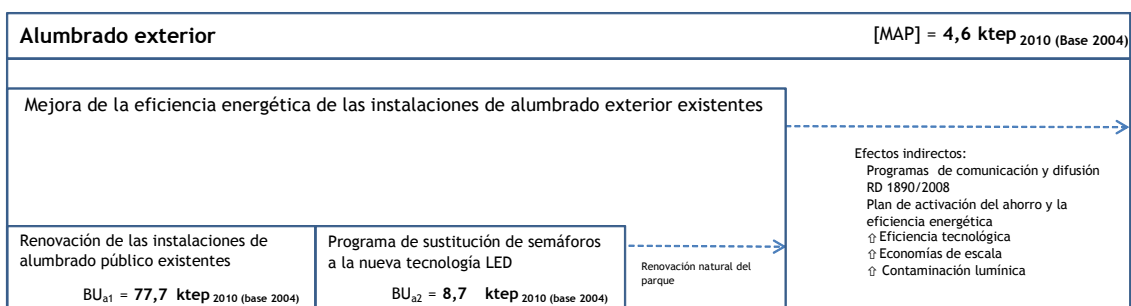 Alumbrado exterior
[MAP] = 4,6 ktep 2010 (Base 2004)
Mejora de la eficiencia energética de las instalaciones de alumbrado exterior existentes
Efectos indirectos:
Programas de comunicación y difusión
RD 1890/2008
Plan de activación del ahorro y la
eficiencia energética
⇧ Eficiencia tecnológica
⇧ Economías de escala
⇧ Contaminación lumínica
Renovación de las instalaciones de
alumbrado público existentes
BUa1 = 77,7 ktep 2010 (base 2004)
Programa de sustitución de semáforos
a la nueva tecnología LED
BUa2 = 8,7 ktep 2010 (base 2004)
Renovación natural del
parque